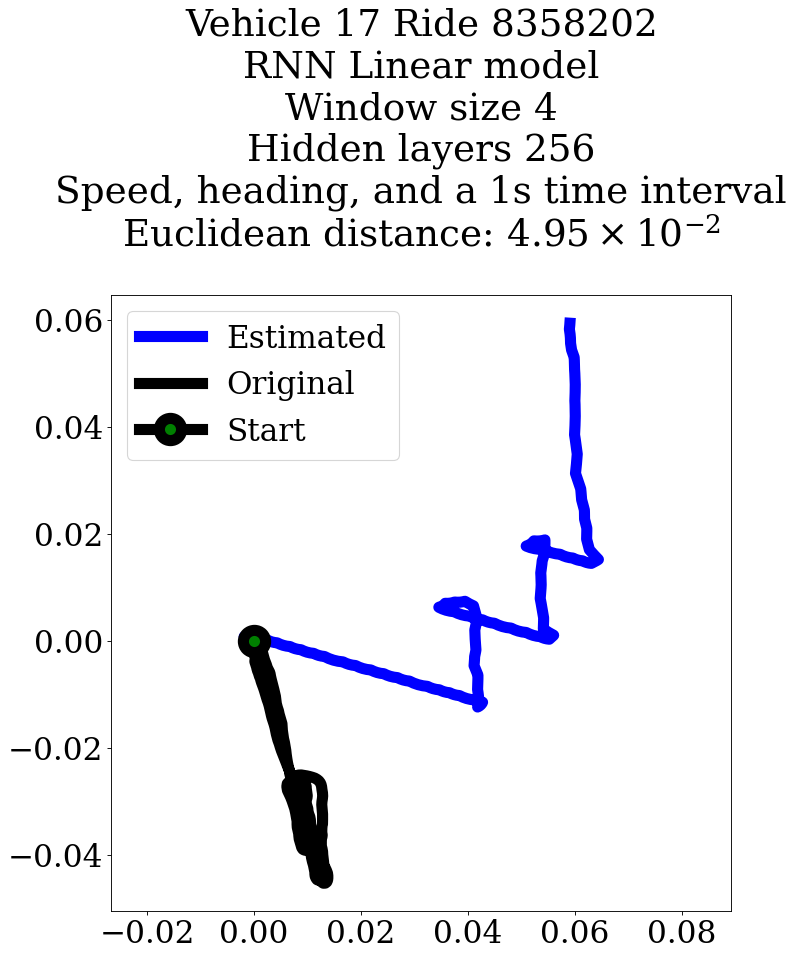 Vehicle 17 Ride 8358202
RNN Linear model
Window size 4
Hidden layers 256
Speed, heading, and a 1s time interval
Euclidean distance: 4.95 × 10⁻²
Estimated
Original
Start
0.06
0.04
0.02
0.00
−0.02
−0.04
−0.02 0.00 0.02 0.04 0.06 0.08